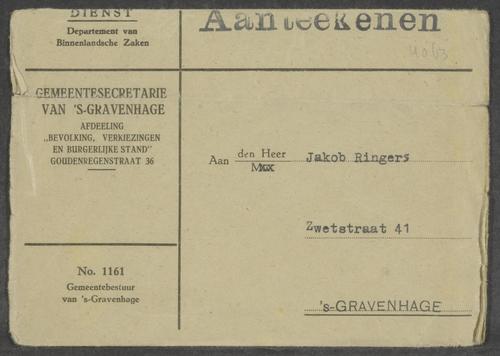 DIENST
Departement van
Binnenlandsche Zaken
Aanteekenen
GEMEENTESECRETARIE
VAN 'S-GRAVENHAGE
AFDEELING
„BEVOLKING, VERKIEZINGEN
EN BURGERLIJKE STAND"
GOUDENREGENSTRAAT 36
No. 1161
Gemeentebestuur
van 's-Gravenhage
Aan den Heer Jakob Ringers
Zwetstraat 41
's-GRAVENHAGE